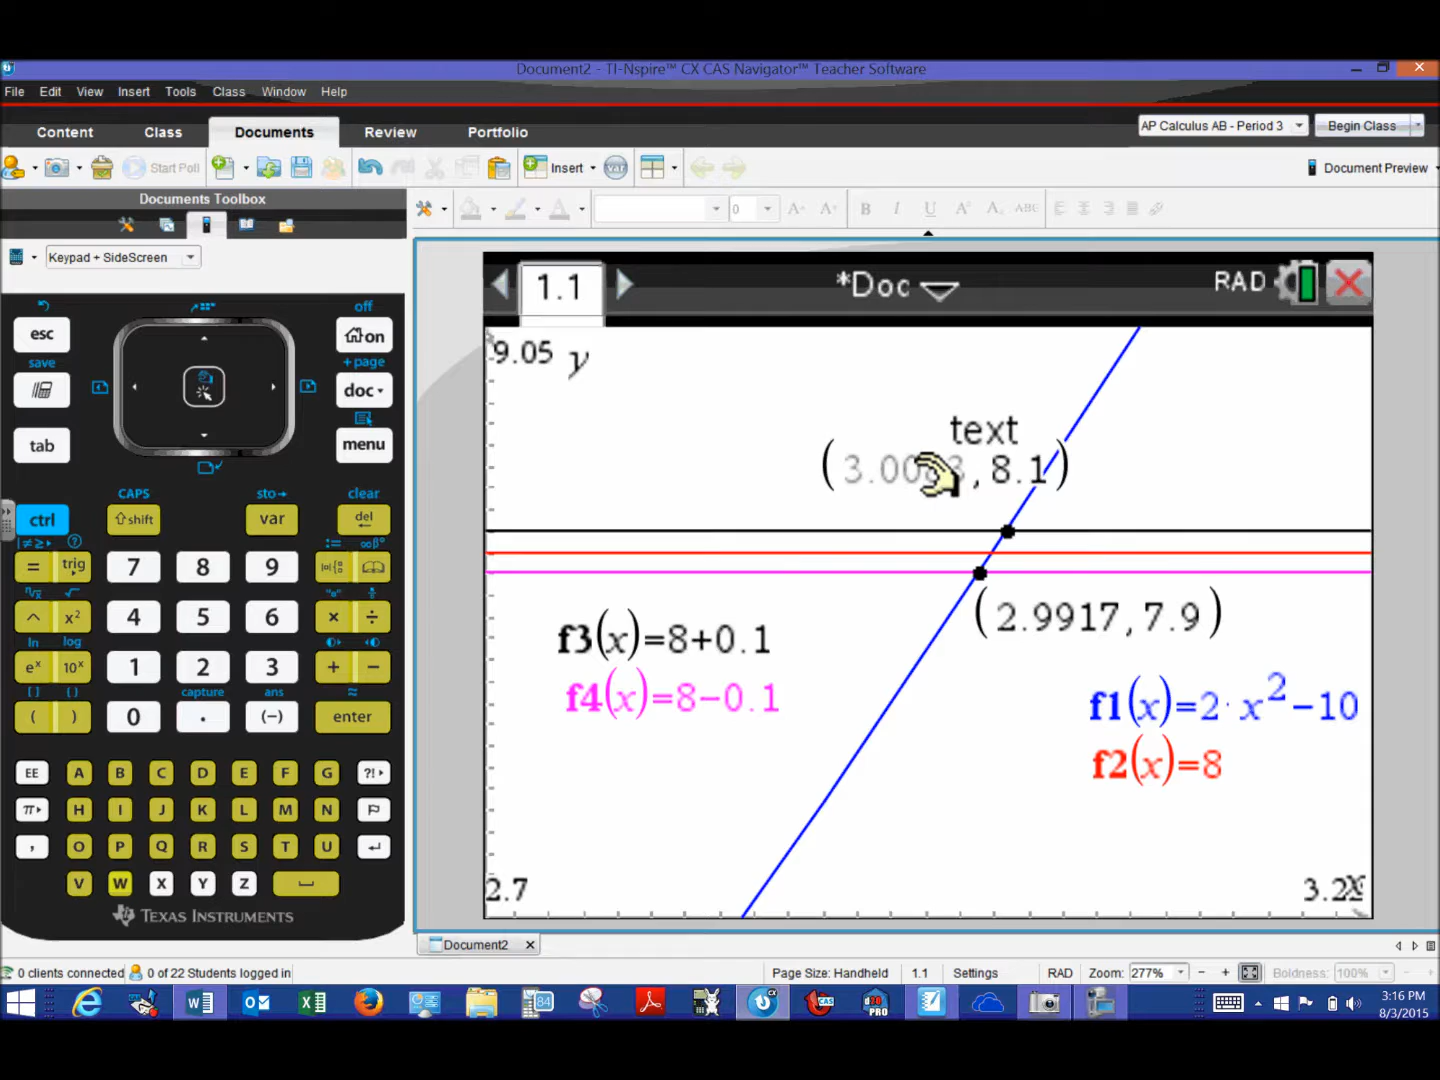 Document2 - TI-Nspire™ CX CAS Navigator™ Teacher Software
File Edit View Insert Tools Class Window Help
Content Class Documents Review Portfolio
AP Calculus AB - Period 3 Begin Class
Start Poll Insert Document Preview
Documents Toolbox
0 B I U A A ABC
Keypad + SideScreen
1.1 *Doc RAD
9.05 y
text
(3.00 , 8.1)
(2.9917, 7.9)
f3(x)=8+0.1
f4(x)=8−0.1
f1(x)=2·x²−10
f2(x)=8
2.7 3.2 x
off
esc on
save +page
doc
tab menu
CAPS sto→ clear
ctrl shift var del
= trig 7 8 9
^ x² 4 5 6 × ÷
ln log
eˣ 10ˣ 1 2 3 + −
[] {} capture ans ≈
( ) 0 . (−) enter
EE A B C D E F G ?!
π H I J K L M N
, O P Q R S T U
V W X Y Z
TEXAS INSTRUMENTS
Document2
0 clients connected 0 of 22 Students logged in Page Size: Handheld 1.1 Settings RAD Zoom: 277% − + Boldness: 100%
3:16 PM
8/3/2015